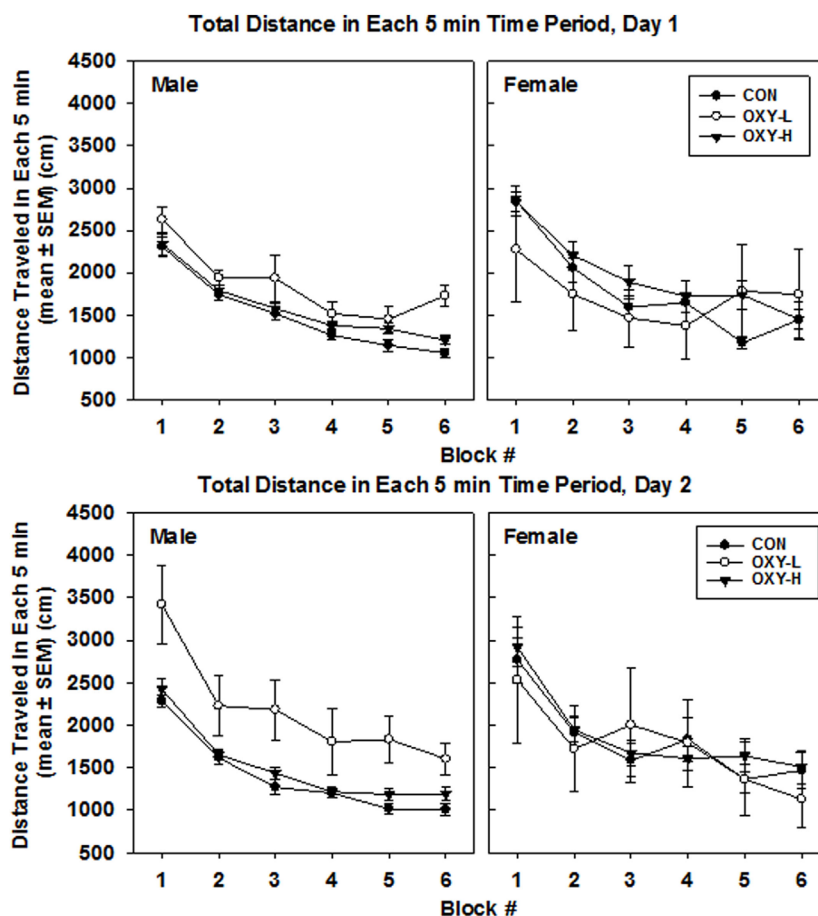 Total Distance in Each 5 min Time Period, Day 1
Distance Traveled In Each 5 min
(mean ± SEM) (cm)
4500
4000
3500
3000
2500
2000
1500
1000
500
Male
Female
CON
OXY-L
OXY-H
1 2 3 4 5 6 1 2 3 4 5 6
Block #
Total Distance in Each 5 min Time Period, Day 2
Distance Traveled In Each 5 min
(mean ± SEM) (cm)
4500
4000
3500
3000
2500
2000
1500
1000
500
Male
Female
CON
OXY-L
OXY-H
1 2 3 4 5 6 1 2 3 4 5 6
Block #